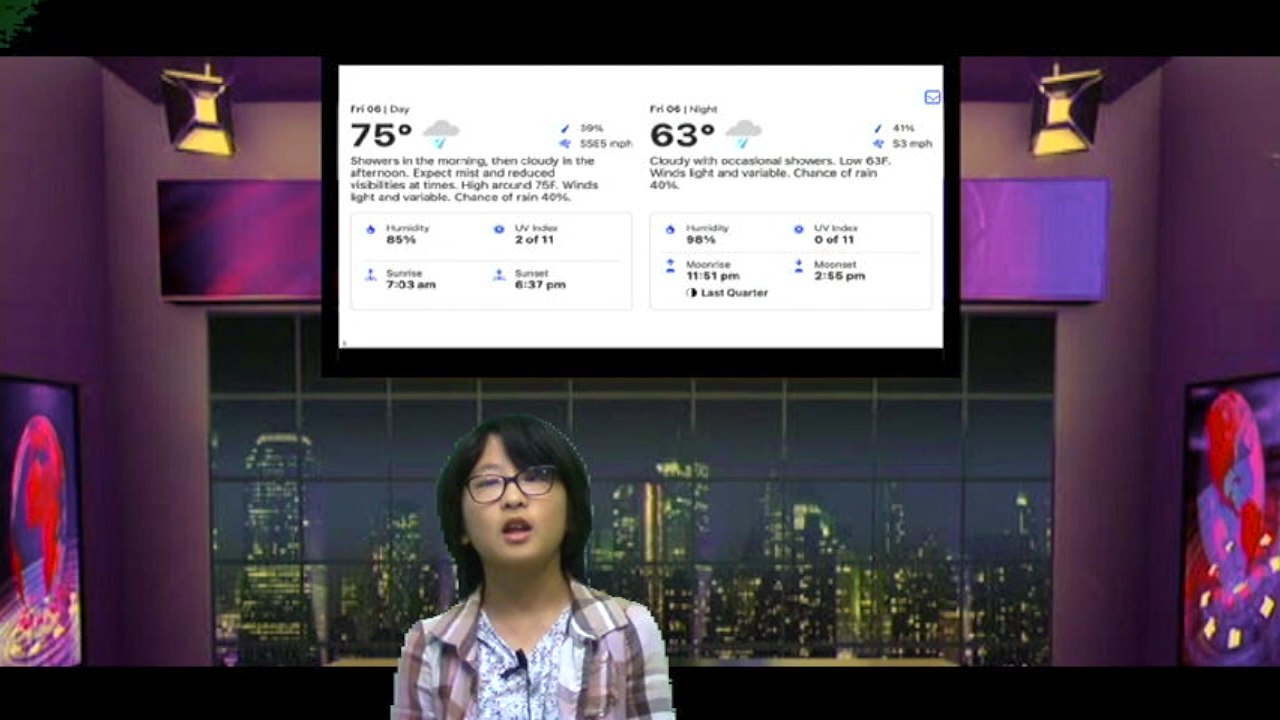 Fri 06 | Day
75°
39%
SSE5 mph
Showers in the morning, then cloudy in the
afternoon. Expect mist and reduced
visibilities at times. High around 75F. Winds
light and variable. Chance of rain 40%.
Humidity
85%
UV Index
2 of 11
Sunrise
7:03 am
Sunset
6:37 pm
Fri 06 | Night
63°
41%
S3 mph
Cloudy with occasional showers. Low 63F.
Winds light and variable. Chance of rain
40%.
Humidity
98%
UV Index
0 of 11
Moonrise
11:51 pm
Last Quarter
Moonset
2:55 pm